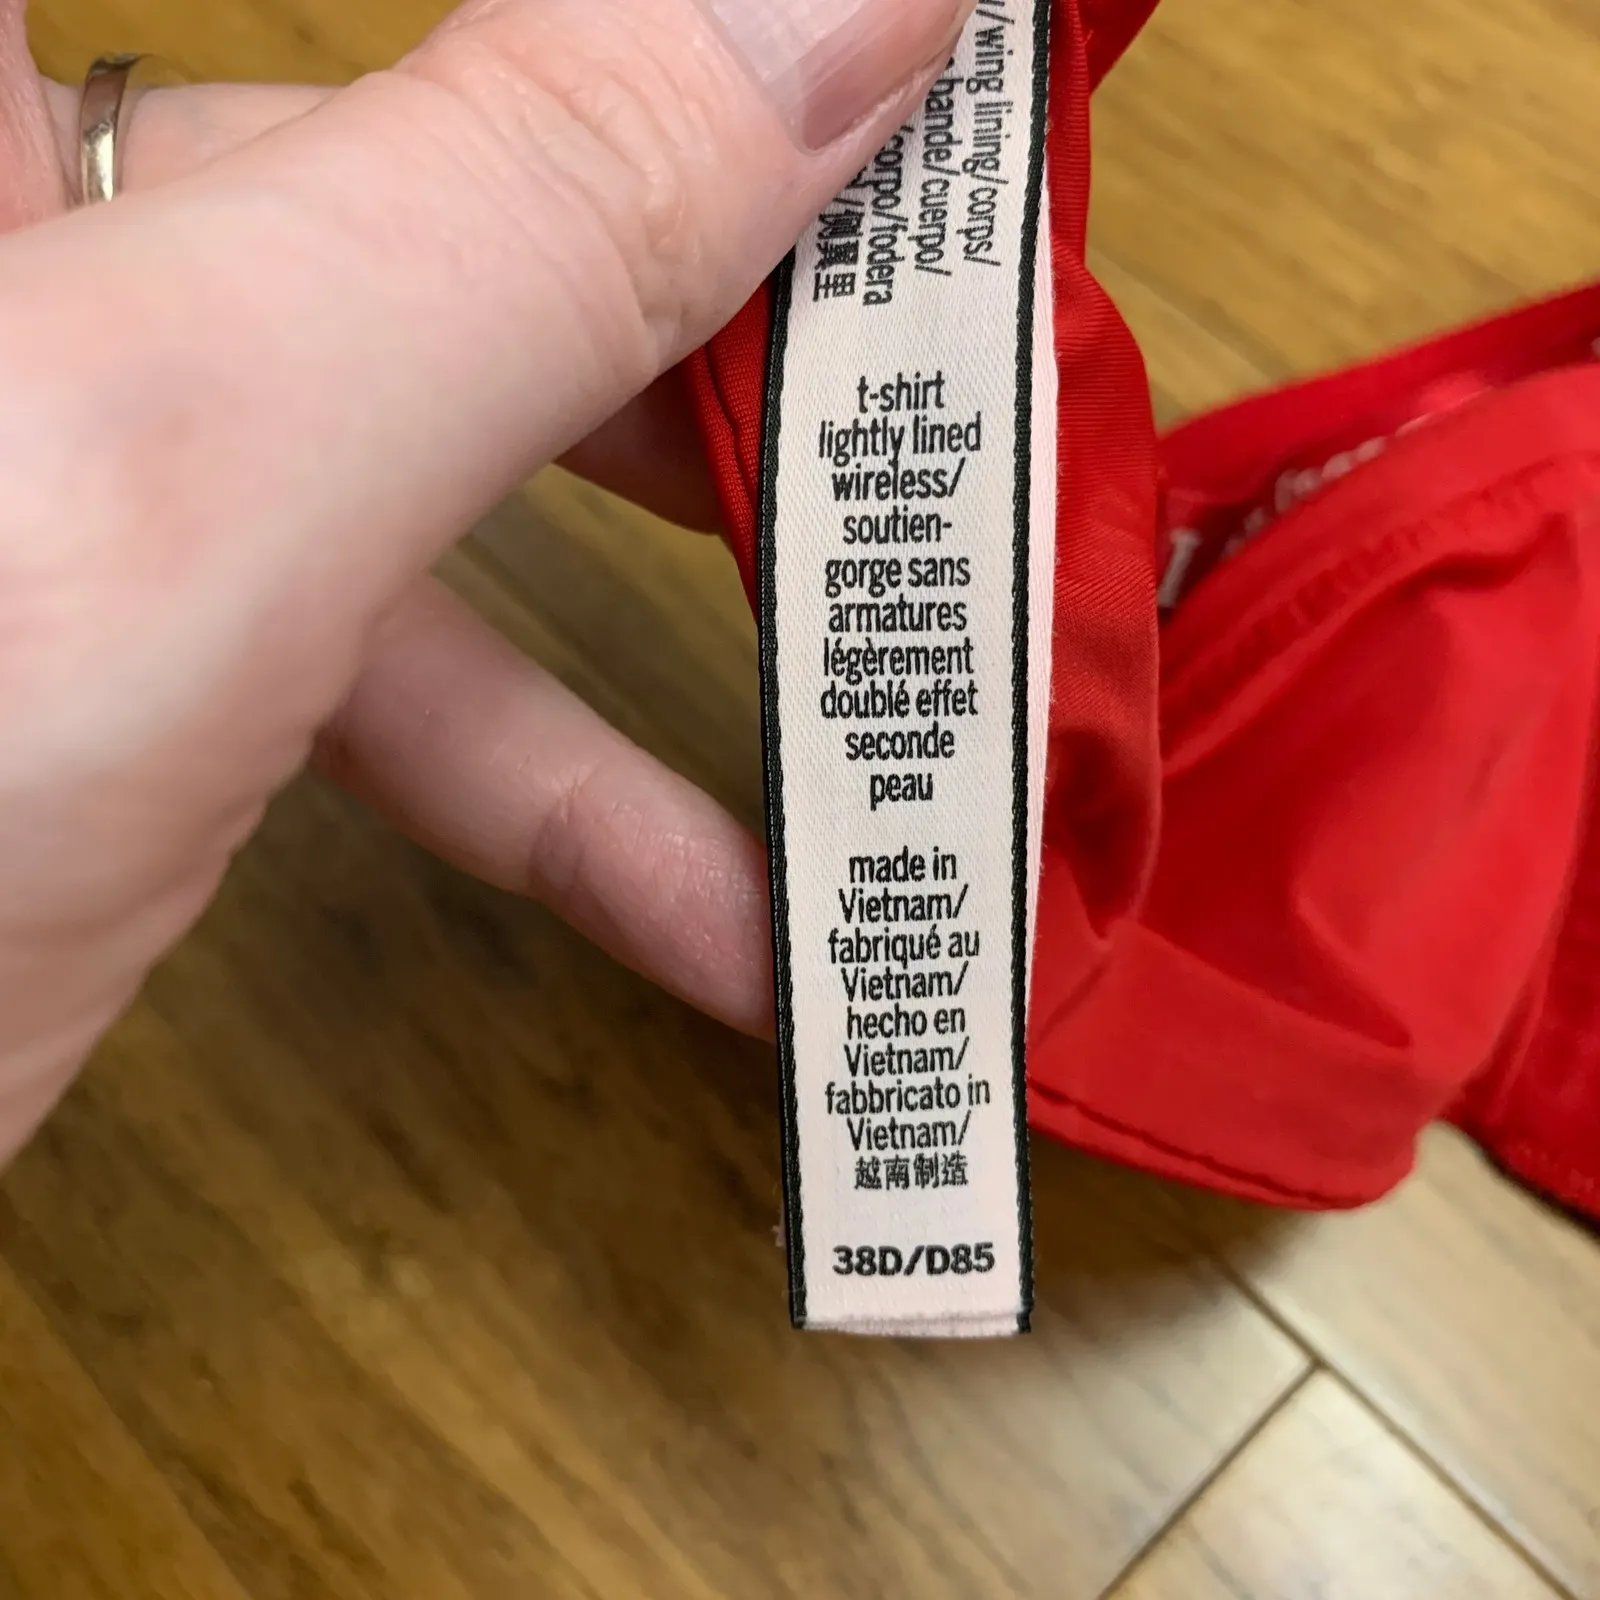 wing lining/corps/
bande/cuerpo/
corpo/fodera
t-shirt
lightly lined
wireless/
soutien-
gorge sans
armatures
légèrement
doublé effet
seconde
peau
made in
Vietnam/
fabriqué au
Vietnam/
hecho en
Vietnam/
fabbricato in
Vietnam/
越南制造
38D/D85